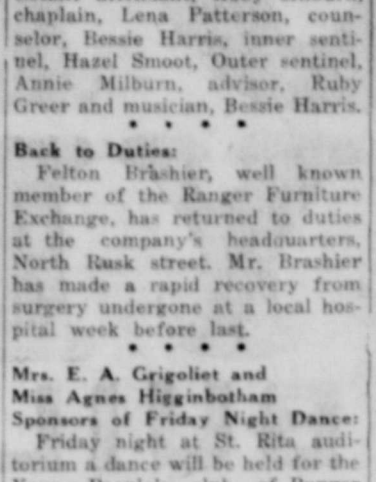 chaplain, Lena Patterson, coun-
selor, Bessie Harris, inner senti-
nel, Hazel Smoot, Outer sentinel,
Annie Milburn, advisor, Ruby
Greer and musician, Bessie Harris.
* * * *
Back to Duties:
Felton Brashier, well known
member of the Ranger Furniture
Exchange, has returned to duties
at the company's headquarters,
North Rusk street. Mr. Brashier
has made a rapid recovery from
surgery undergone at a local hos-
pital week before last.
* * * *
Mrs. E. A. Grigoliet and
Miss Agnes Higginbotham
Sponsors of Friday Night Dance:
Friday night at St. Rita audi-
torium a dance will be held for the